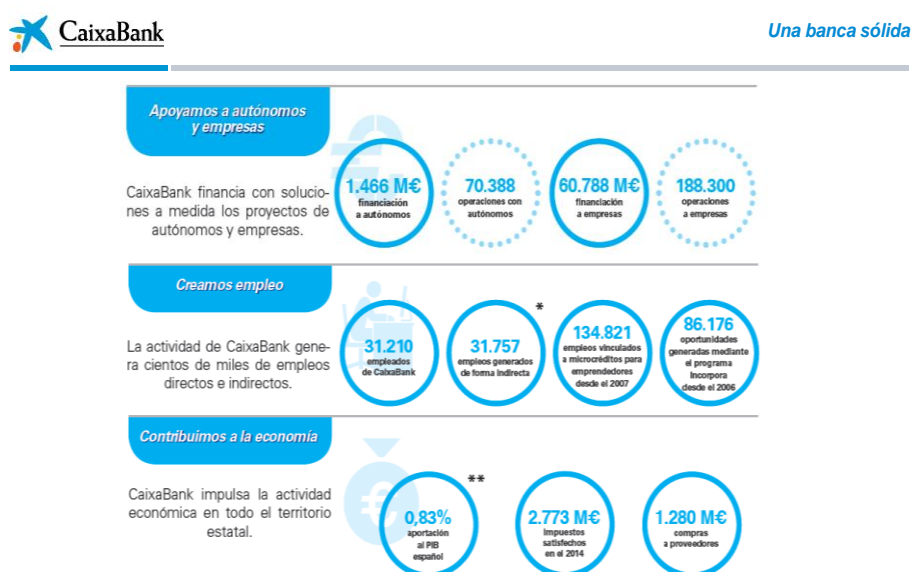 CaixaBank
Una banca sólida
Apoyamos a autónomos
y empresas
CaixaBank financia con solucio-
nes a medida los proyectos de
autónomos y empresas.
1.466 M€
financiación
a autónomos
70.388
operaciones con
autónomos
60.788 M€
financiación
a empresas
188.300
operaciones
a empresas
Creamos empleo
La actividad de CaixaBank gene-
ra cientos de miles de empleos
directos e indirectos.
31.210
empleados
de CaixaBank
*
31.757
empleos generados
de forma indirecta
134.821
empleos vinculados
a microcréditos para
emprendedores
desde el 2007
86.176
oportunidades
generadas mediante
el programa
Incorpora
desde el 2006
Contribuimos a la economía
CaixaBank impulsa la actividad
económica en todo el territorio
estatal.
€
**
0,83%
aportación
al PIB
español
2.773 M€
impuestos
satisfechos
en el 2014
1.280 M€
compras
a proveedores